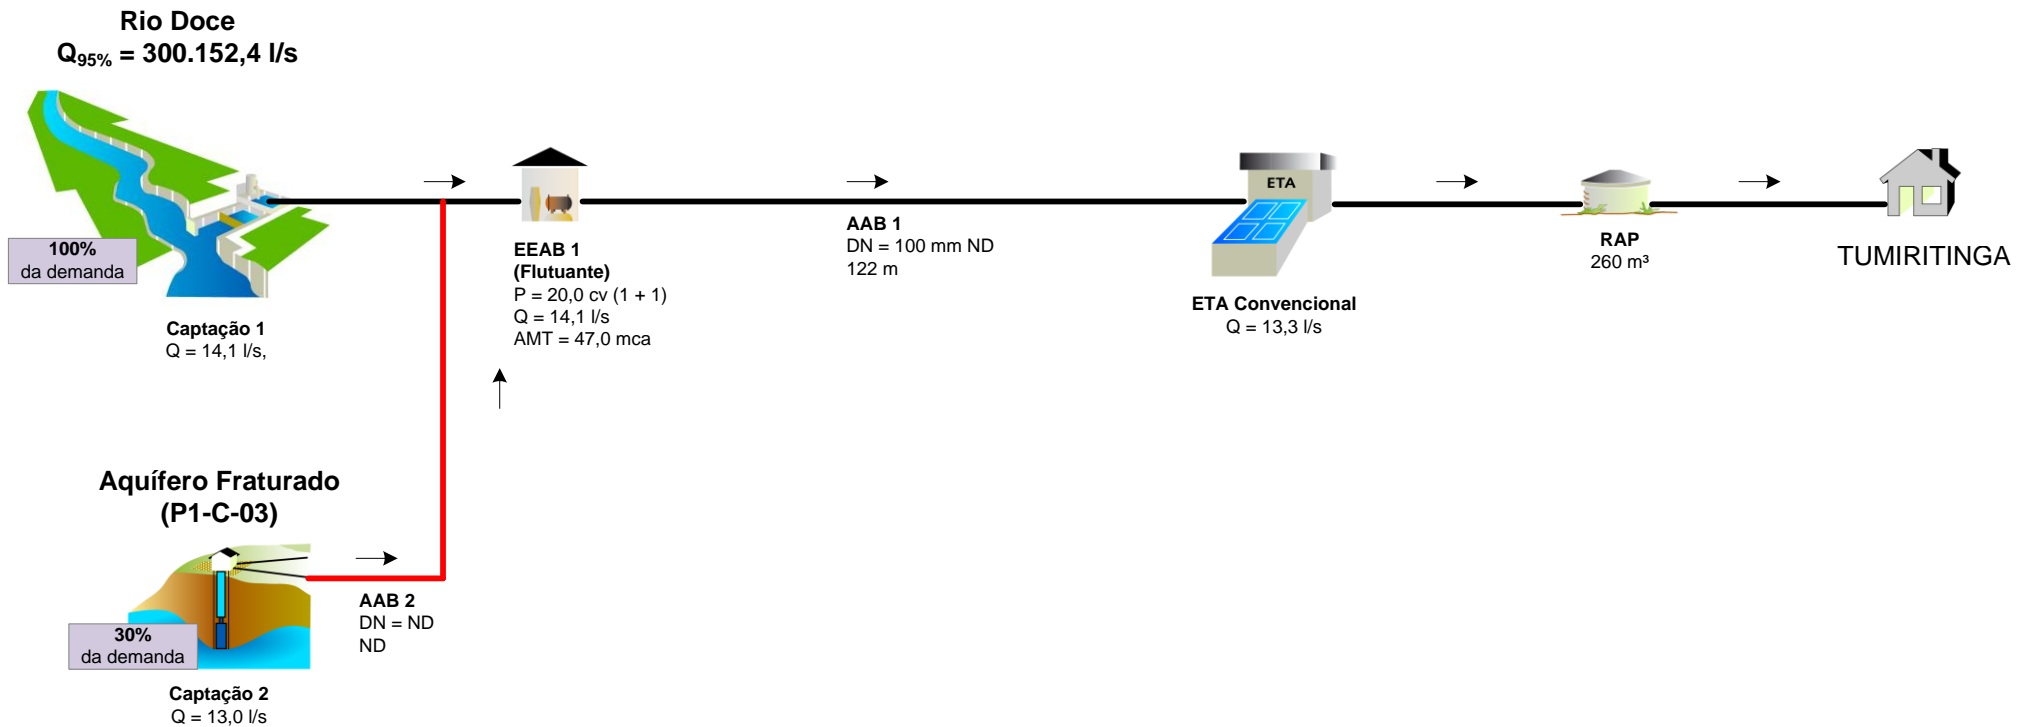 Rio Doce
Q95% = 300.152,4 l/s
100%
da demanda
Captação 1
Q = 14,1 l/s,
EEAB 1
(Flutuante)
P = 20,0 cv (1 + 1)
Q = 14,1 l/s
AMT = 47,0 mca
AAB 1
DN = 100 mm ND
122 m
ETA
ETA Convencional
Q = 13,3 l/s
RAP
260 m³
TUMIRITINGA
Aquífero Fraturado
(P1-C-03)
30%
da demanda
Captação 2
Q = 13,0 l/s
AAB 2
DN = ND
ND